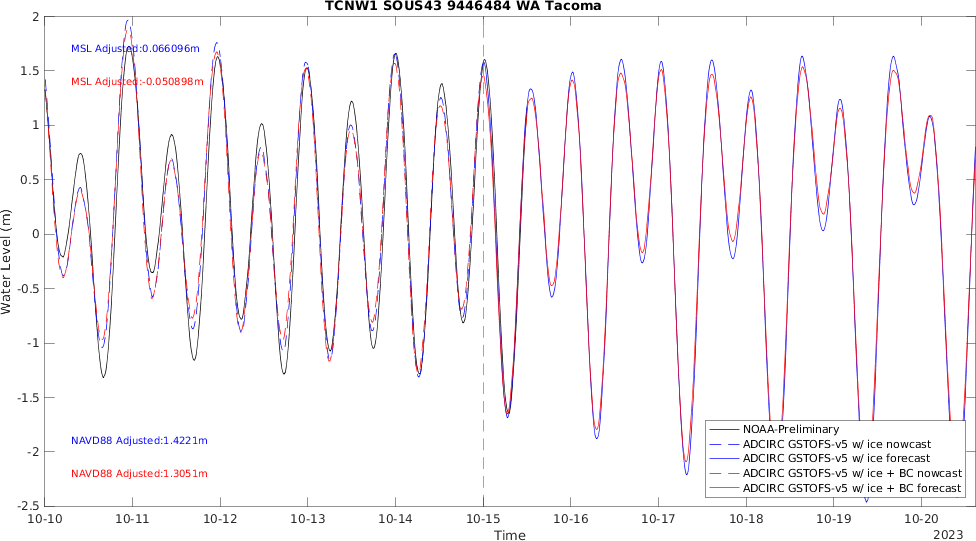 TCNW1 SOUS43 9446484 WA Tacoma
2
1.5
1
0.5
0
-0.5
-1
-1.5
-2
-2.5
Water Level (m)
MSL Adjusted:0.066096m
MSL Adjusted:-0.050898m
NAVD88 Adjusted:1.4221m
NAVD88 Adjusted:1.3051m
NOAA-Preliminary
ADCIRC GSTOFS-v5 w/ ice nowcast
ADCIRC GSTOFS-v5 w/ ice forecast
ADCIRC GSTOFS-v5 w/ ice + BC nowcast
ADCIRC GSTOFS-v5 w/ ice + BC forecast
10-10 10-11 10-12 10-13 10-14 10-15 10-16 10-17 10-18 10-19 10-20
Time
2023